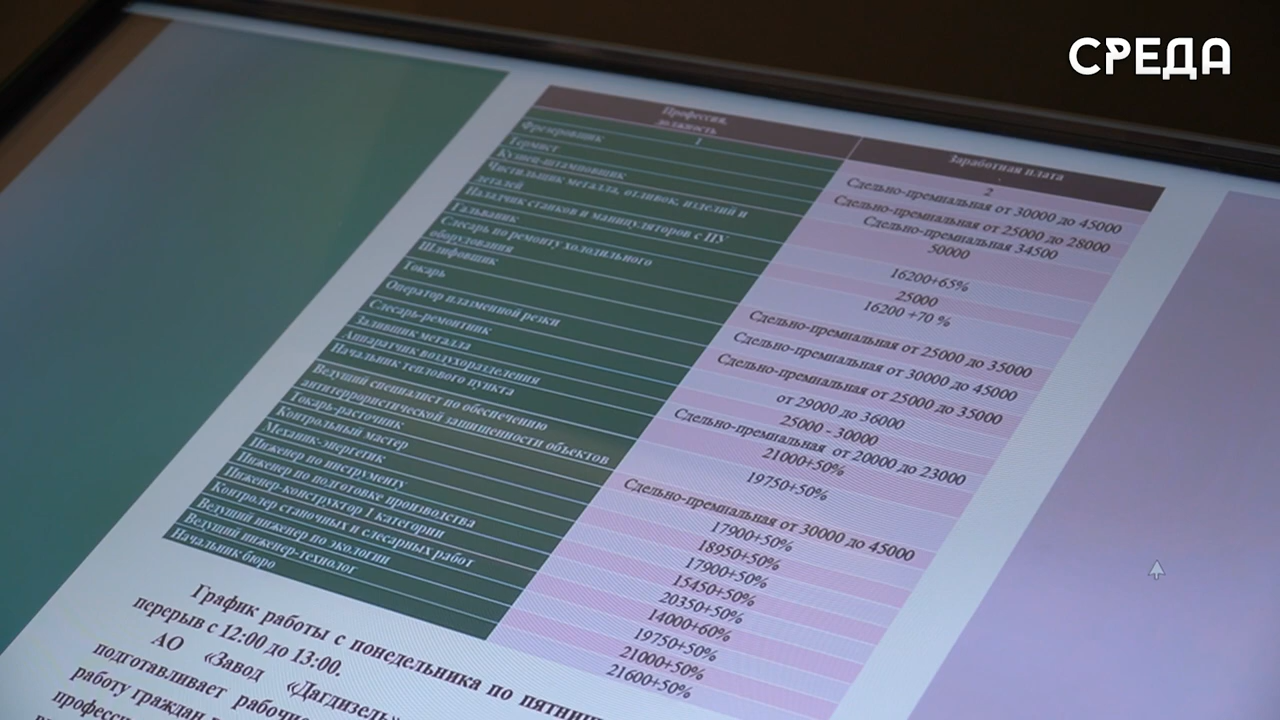 СРЕДА
Профессия,
должность
Заработная плата
1
2
Фрезеровщик
Сдельно-премиальная от 30000 до 45000
Термист
Сдельно-премиальная от 25000 до 28000
Кузнец-штамповщик
Сдельно-премиальная 34500
Чистильщик металла, отливок, изделий и
деталей
50000
Наладчик станков и манипуляторов с ПУ
16200+65%
Гальваник
25000
Слесарь по ремонту холодильного
оборудования
16200 +70 %
Шлифовщик
Сдельно-премиальная от 25000 до 35000
Токарь
Сдельно-премиальная от 30000 до 45000
Оператор плазменной резки
Сдельно-премиальная от 25000 до 35000
Слесарь-ремонтник
от 29000 до 36000
Заливщик металла
25000 - 30000
Аппаратчик воздухоразделения
Сдельно-премиальная от 20000 до 23000
Начальник теплового пункта
21000+50%
Ведущий специалист по обеспечению
антитеррористической защищенности объектов
19750+50%
Токарь-расточник
Сдельно-премиальная от 30000 до 45000
Контрольный мастер
17900+50%
Механик-энергетик
18950+50%
Инженер по инструменту
17900+50%
Инженер по подготовке производства
15450+50%
Инженер-конструктор 1 категории
20350+50%
Контролер станочных и слесарных работ
14000+60%
Ведущий инженер по экологии
19750+50%
Ведущий инженер-технолог
21000+50%
Начальник бюро
21600+50%
График работы с понедельника по пятниц
перерыв с 12:00 до 13:00.
АО «Завод «Дагдизель»
подготавливает рабочие
работу граждан
професси